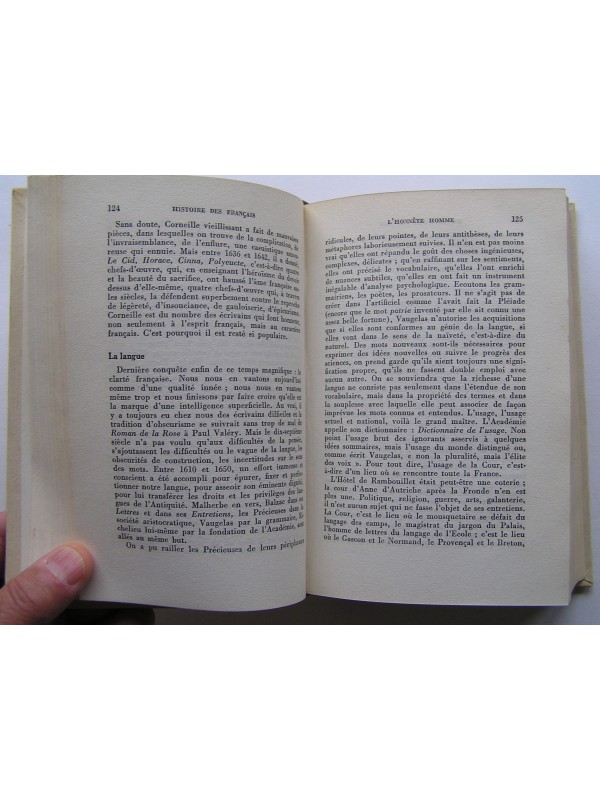 124 HISTOIRE DES FRANÇAIS
Sans doute, Corneille vieillissant a fait de mauvaises
pièces, dans lesquelles on trouve de la complication, de
l'invraisemblance, de l'enflure, une casuistique amou-
reuse qui ennuie. Mais entre 1636 et 1642, il a donné,
Le Cid, Horace, Cinna, Polyeucte, c'est-à-dire quatre
chefs-d'œuvre, qui, en enseignant l'héroïsme du devoir
et la beauté du sacrifice, ont haussé l'âme française au-
dessus d'elle-même, quatre chefs-d'œuvre qui, à travers
les siècles, la défendent superbement contre le reproche
de légèreté, d'insouciance, de gauloiserie, d'épicurisme.
Corneille est du nombre des écrivains qui font honneur,
non seulement à l'esprit français, mais au caractère
français. C'est pourquoi il est resté si populaire.
La langue
Dernière conquête enfin de ce temps magnifique : la
clarté française. Nous nous en vantons aujourd'hui
comme d'une qualité innée ; nous nous en vantons
même trop et nous finissons par faire croire qu'elle est
la marque d'une intelligence superficielle. Au vrai, il
y a toujours eu chez nous des écrivains difficiles et la
tradition d'obscurisme se suivrait sans trop de mal du
Roman de la Rose à Paul Valéry. Mais le dix-septième
siècle n'a pas voulu qu'aux difficultés de la pensée,
s'ajoutassent les difficultés ou le vague de la langue, les
obscurités de construction, les incertitudes sur le sens
des mots. Entre 1610 et 1650, un effort immense et
conscient a été accompli pour épurer, fixer et perfec-
tionner notre langue, pour asseoir son éminente dignité,
pour lui transférer les droits et les privilèges des lan-
gues de l'Antiquité. Malherbe en vers, Balzac dans ses
Lettres et dans ses Entretiens, les Précieuses dans la
société aristocratique, Vaugelas par la grammaire, Ri-
chelieu lui-même par la fondation de l'Académie, sont
allés au même but.
On a pu railler les Précieuses de leurs périphrases
L'HONNÊTE HOMME 125
ridicules, de leurs pointes, de leurs antithèses, de leurs
métaphores laborieusement suivies. Il n'en est pas moins
vrai qu'elles ont répandu le goût des choses ingénieuses,
complexes, délicates ; qu'en raffinant sur les sentiments,
elles ont précisé le vocabulaire, qu'elles l'ont enrichi
de nuances subtiles, qu'elles en ont fait un instrument
inégalable d'analyse psychologique. Ecoutons les gram-
mairiens, les poètes, les prosateurs. Il ne s'agit pas de
créer dans l'artificiel comme l'avait fait la Pléiade
(encore que le mot patrie inventé par elle ait connu une
assez belle fortune), Vaugelas n'autorise les acquisitions
que si elles sont conformes au génie de la langue, si
elles vont dans le sens de la naïveté, c'est-à-dire du
naturel. Des mots nouveaux sont-ils nécessaires pour
exprimer des idées nouvelles ou suivre le progrès des
sciences, on prend garde qu'ils aient toujours une signi-
fication propre, qu'ils ne fassent double emploi avec
aucun autre. On se souviendra que la richesse d'une
langue ne consiste pas seulement dans l'étendue de son
vocabulaire, mais dans la propriété des termes et dans
la souplesse avec laquelle elle peut associer de façon
imprévue les mots connus et entendus. L'usage, l'usage
actuel et national, voilà le grand maître. L'Académie
appelle son dictionnaire : Dictionnaire de l'usage. Non
point l'usage brut des ignorants asservis à quelques
idées sommaires, mais l'usage du monde distingué ou,
comme écrit Vaugelas, « non la pluralité, mais l'élite
des voix ». Pour tout dire, l'usage de la Cour, c'est-
à-dire d'un lieu où se rencontre toute la France.
L'Hôtel de Rambouillet était peut-être une coterie ;
la cour d'Anne d'Autriche après la Fronde n'en est
plus une. Politique, religion, guerre, arts, galanterie,
il n'est aucun sujet qui ne fasse l'objet de ses entretiens.
La Cour, c'est le lieu où le mousquetaire se défait du
langage des camps, le magistrat du jargon du Palais,
l'homme de lettres du langage de l'Ecole ; c'est le lieu
où le Gascon et le Normand, le Provençal et le Breton,